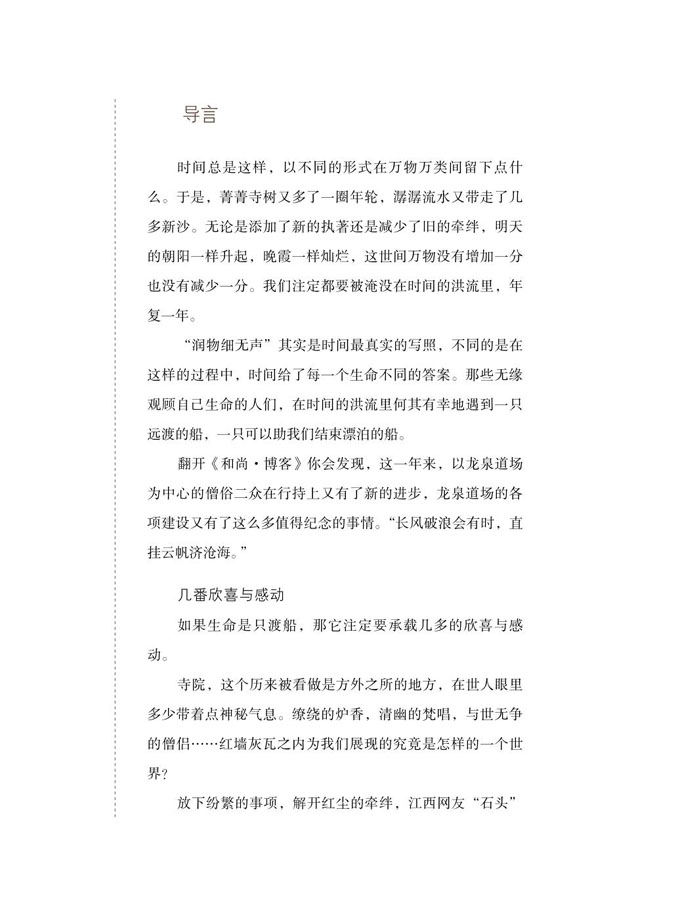 导言
时间总是这样，以不同的形式在万物万类间留下点什
么。于是，菁菁寺树又多了一圈年轮，潺潺流水又带走了几
多新沙。无论是添加了新的执著还是减少了旧的牵绊，明天
的朝阳一样升起，晚霞一样灿烂，这世间万物没有增加一分
也没有减少一分。我们注定都要被淹没在时间的洪流里，年
复一年。
“润物细无声”其实是时间最真实的写照，不同的是在
这样的过程中，时间给了每一个生命不同的答案。那些无缘
观顾自己生命的人们，在时间的洪流里何其有幸地遇到一只
远渡的船，一只可以助我们结束漂泊的船。
翻开《和尚·博客》你会发现，这一年来，以龙泉道场
为中心的僧俗二众在行持上又有了新的进步，龙泉道场的各
项建设又有了这么多值得纪念的事情。“长风破浪会有时，直
挂云帆济沧海。”
几番欣喜与感动
如果生命是只渡船，那它注定要承载几多的欣喜与感
动。
寺院，这个历来被看做是方外之所的地方，在世人眼里
多少带着点神秘气息。缭绕的炉香，清幽的梵唱，与世无争
的僧侣……红墙灰瓦之内为我们展现的究竟是怎样的一个世
界？
放下纷繁的事项，解开红尘的牵绊，江西网友“石头”